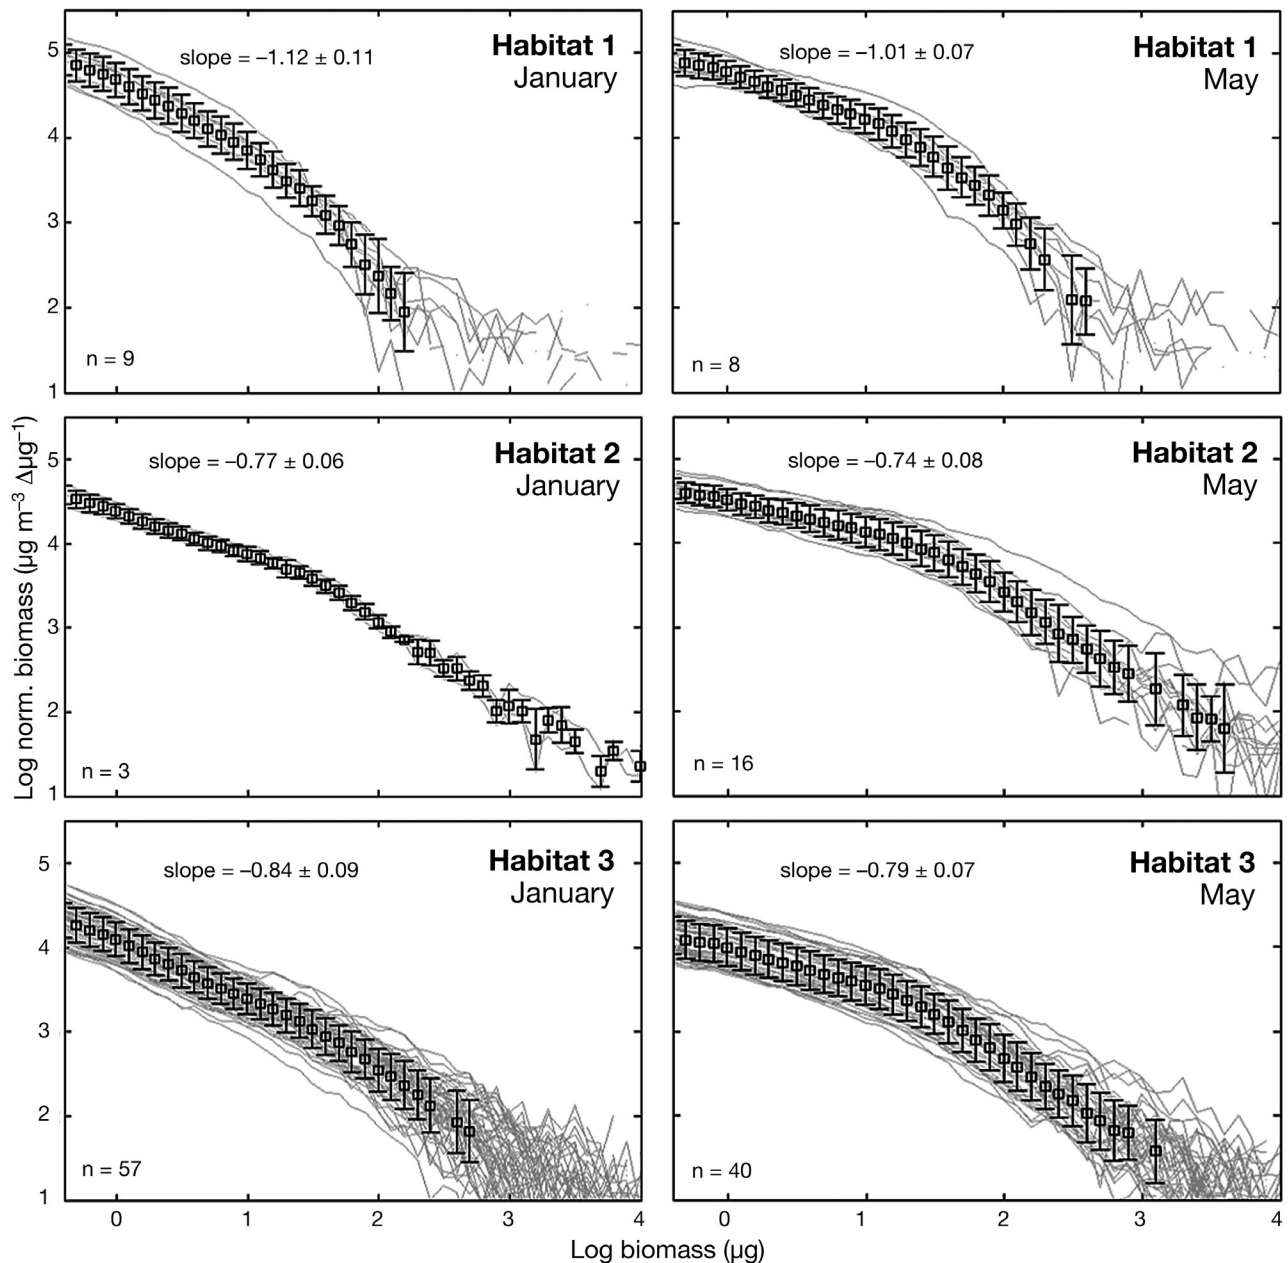 slope = –1.12 ± 0.11
Habitat 1
January
n = 9
slope = –1.01 ± 0.07
Habitat 1
May
n = 8
5
4
3
2
1
slope = –0.77 ± 0.06
Habitat 2
January
n = 3
slope = –0.74 ± 0.08
Habitat 2
May
n = 16
5
4
3
2
1
Log norm. biomass (µg m–3 Δµg–1)
slope = –0.84 ± 0.09
Habitat 3
January
n = 57
slope = –0.79 ± 0.07
Habitat 3
May
n = 40
5
4
3
2
1
0 1 2 3 4
0 1 2 3 4
Log biomass (µg)